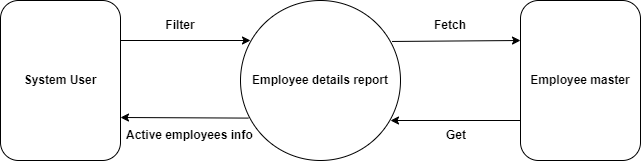 Filter
Fetch
System User
Employee details report
Employee master
Active employees info
Get